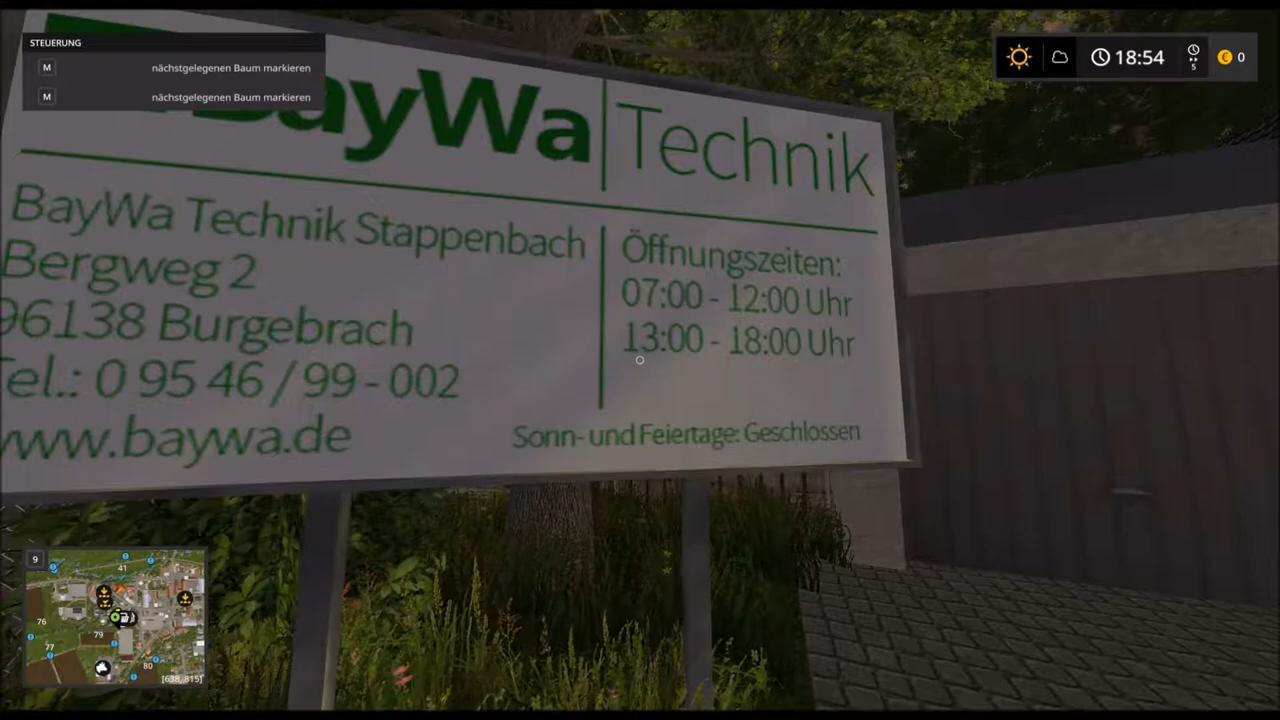 STEUERUNG
M nächstgelegenen Baum markieren
M nächstgelegenen Baum markieren
18:54
5
€ 0
BayWa Technik
BayWa Technik Stappenbach
Bergweg 2
96138 Burgebrach
Tel.: 0 95 46 / 99 - 002
www.baywa.de
Öffnungszeiten:
07:00 - 12:00 Uhr
13:00 - 18:00 Uhr
Sonn- und Feiertage: Geschlossen
9
41
76
79
77
80
[638, 815]